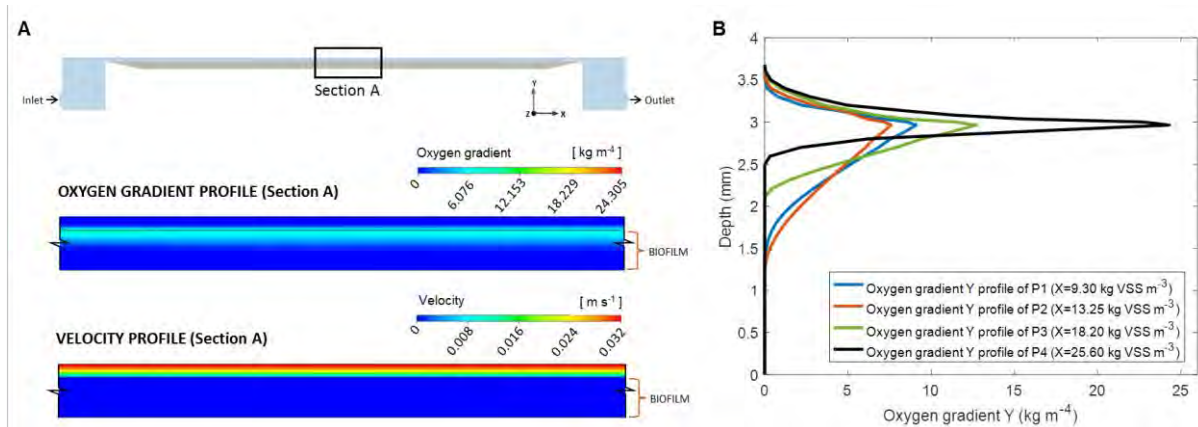 A
Inlet
Section A
Y
Z
X
Outlet
Oxygen gradient [ kg m⁻⁴ ]
0 6.076 12.153 18.229 24.305
OXYGEN GRADIENT PROFILE (Section A)
BIOFILM
Velocity [ m s⁻¹ ]
0 0.008 0.016 0.024 0.032
VELOCITY PROFILE (Section A)
BIOFILM
B
4
3.5
3
2.5
2
1.5
1
0.5
0
Depth (mm)
Oxygen gradient Y profile of P1 (X=9.30 kg VSS m⁻³)
Oxygen gradient Y profile of P2 (X=13.25 kg VSS m⁻³)
Oxygen gradient Y profile of P3 (X=18.20 kg VSS m⁻³)
Oxygen gradient Y profile of P4 (X=25.60 kg VSS m⁻³)
0 5 10 15 20 25
Oxygen gradient Y (kg m⁻⁴)